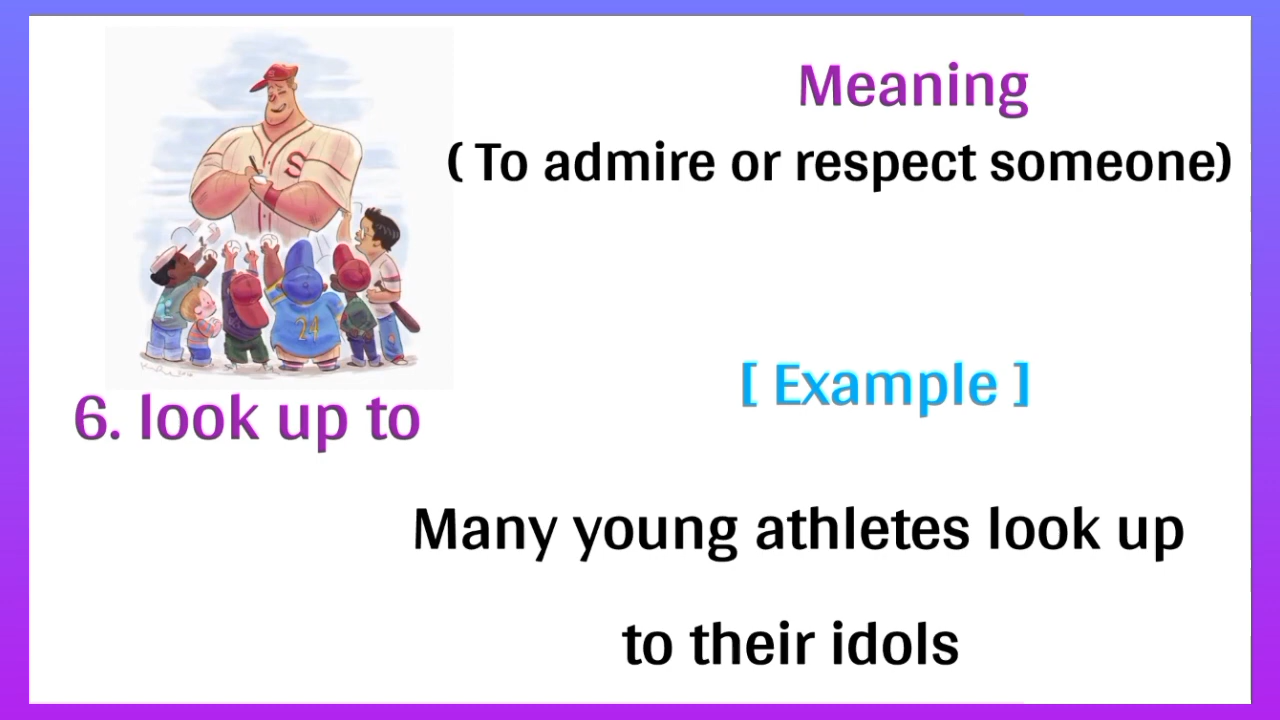 Meaning
( To admire or respect someone)
S
24
6. look up to
[ Example ]
Many young athletes look up
to their idols